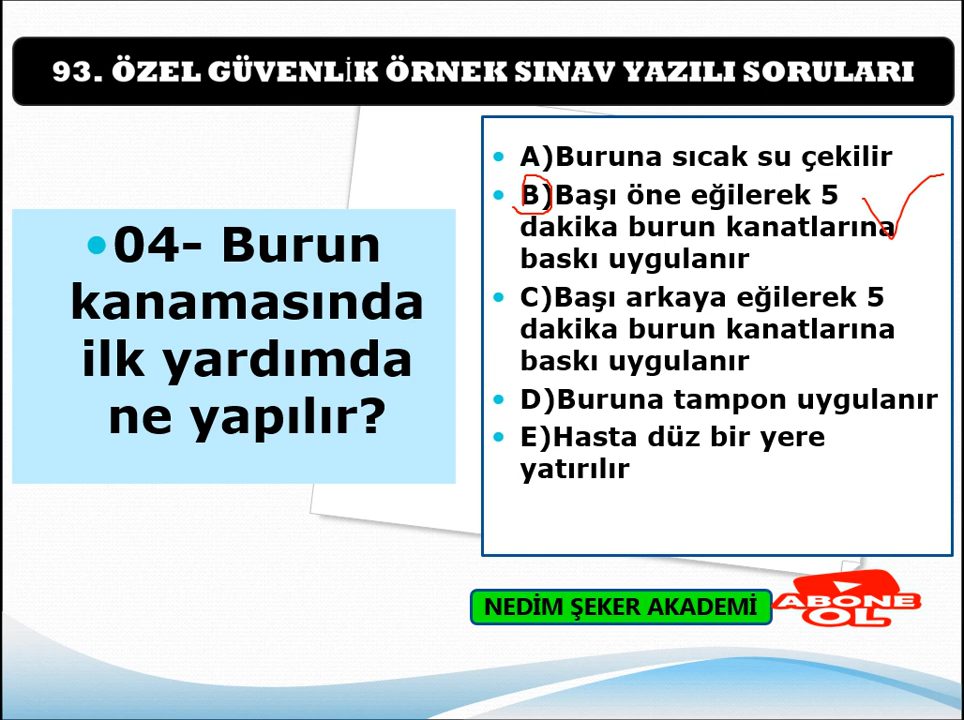 93. ÖZEL GÜVENLİK ÖRNEK SINAV YAZILI SORULARI
•04- Burun
kanamasında
ilk yardımda
ne yapılır?
• A)Buruna sıcak su çekilir
• B)Başı öne eğilerek 5
dakika burun kanatlarına
baskı uygulanır
• C)Başı arkaya eğilerek 5
dakika burun kanatlarına
baskı uygulanır
• D)Buruna tampon uygulanır
• E)Hasta düz bir yere
yatırılır
NEDİM ŞEKER AKADEMİ
ABONE
OL